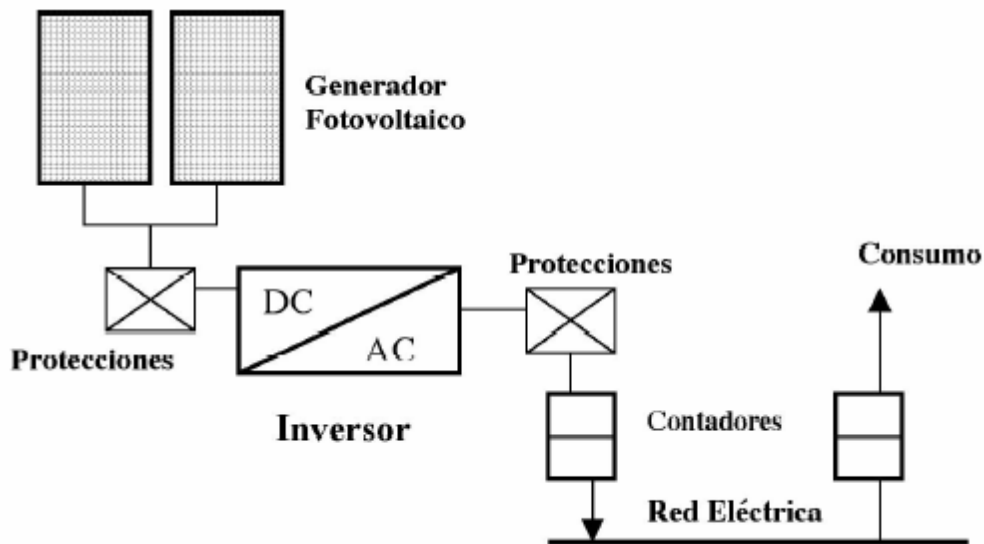 Generador
Fotovoltaico
Protecciones
Consumo
DC
AC
Protecciones
Inversor
Contadores
Red Eléctrica